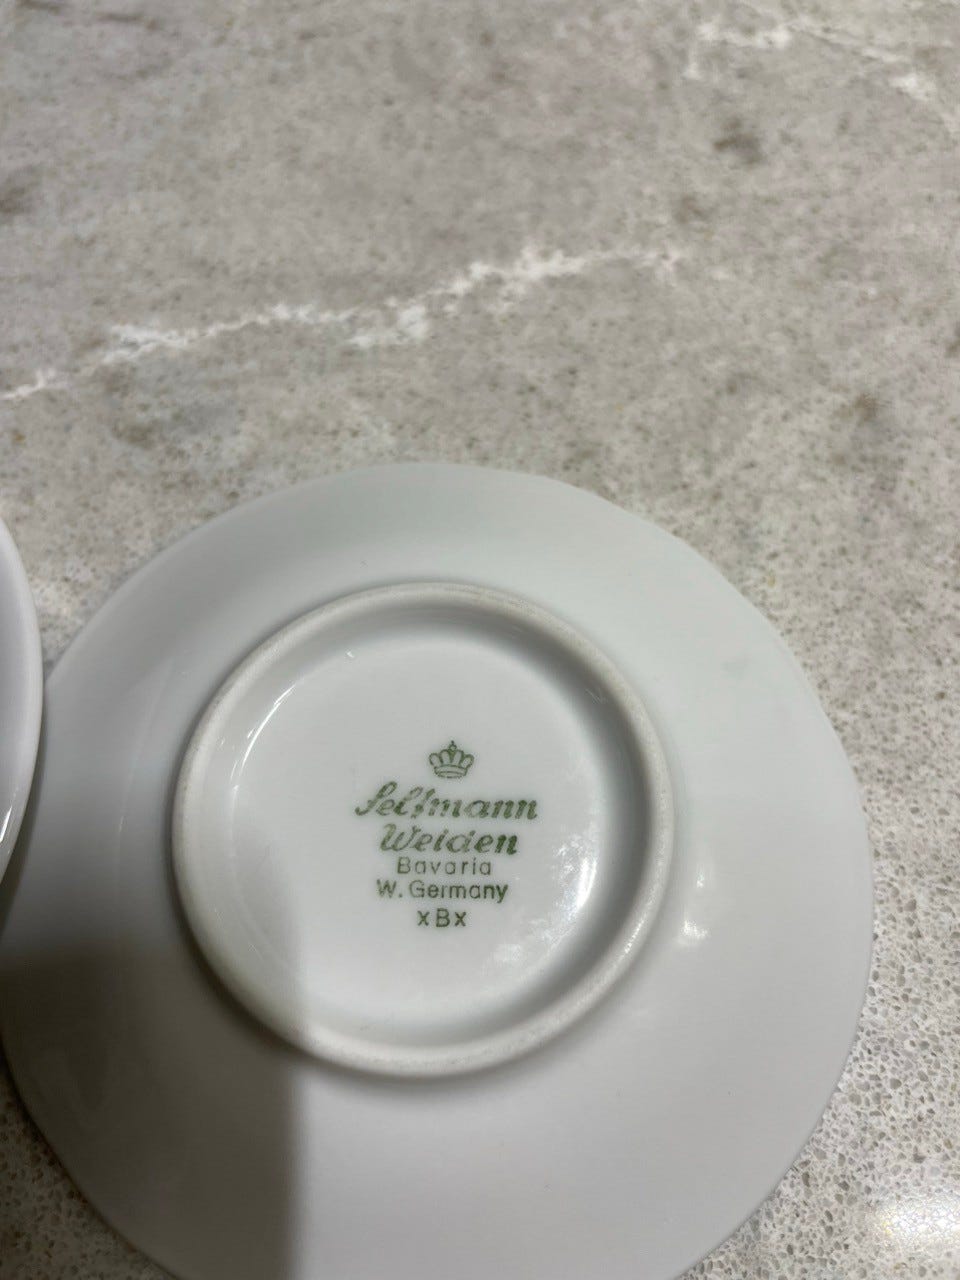 Seltmann
Weiden
Bavaria
W. Germany
xBx